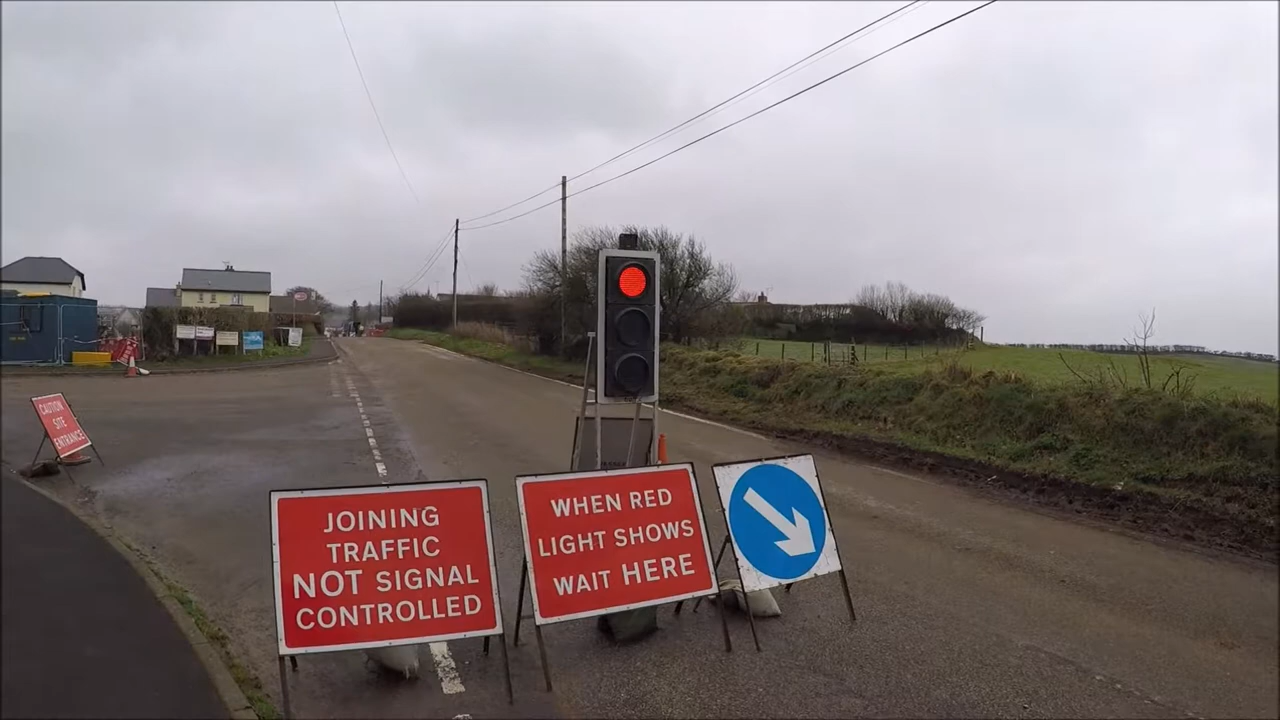 CAUTION
SITE
ENTRANCE
JOINING
TRAFFIC
NOT SIGNAL
CONTROLLED
WHEN RED
LIGHT SHOWS
WAIT HERE